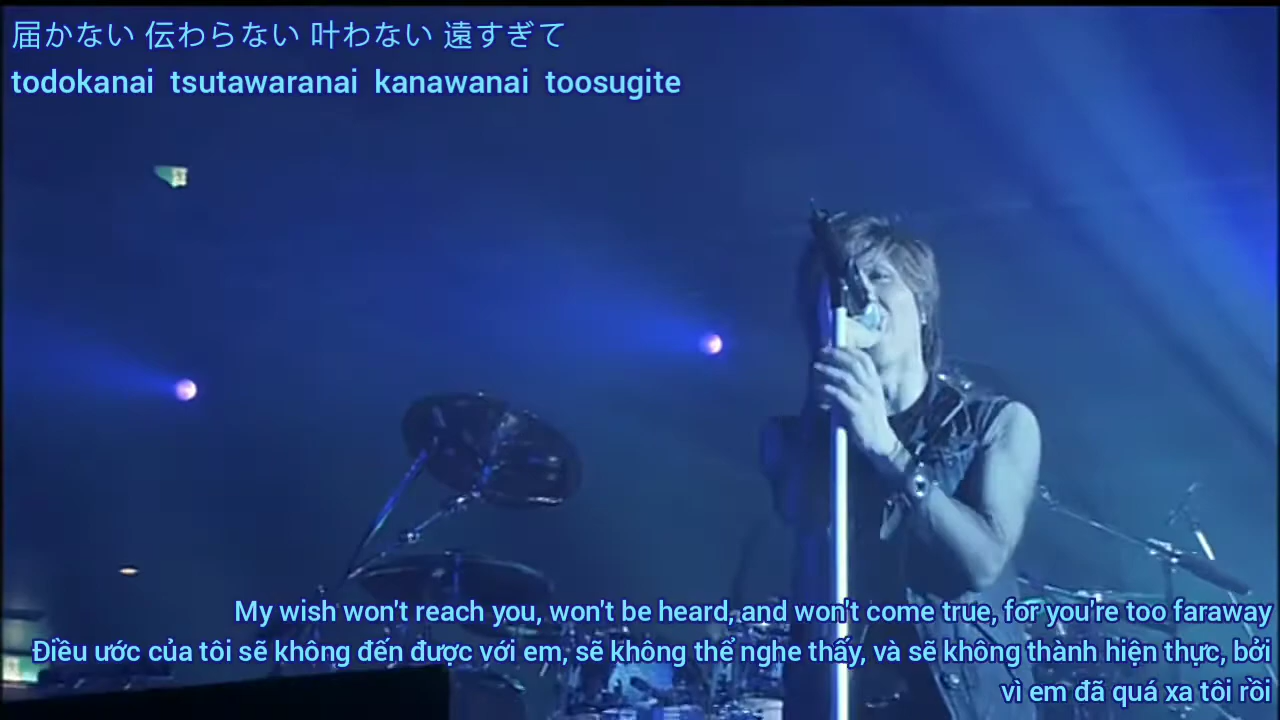 届かない 伝わらない 叶わない 遠すぎて
todokanai tsutawaranai kanawanai toosugite
My wish won't reach you, won't be heard, and won't come true, for you're too faraway
Điều ước của tôi sẽ không đến được với em, sẽ không thể nghe thấy, và sẽ không thành hiện thực, bởi
vì em đã quá xa tôi rồi